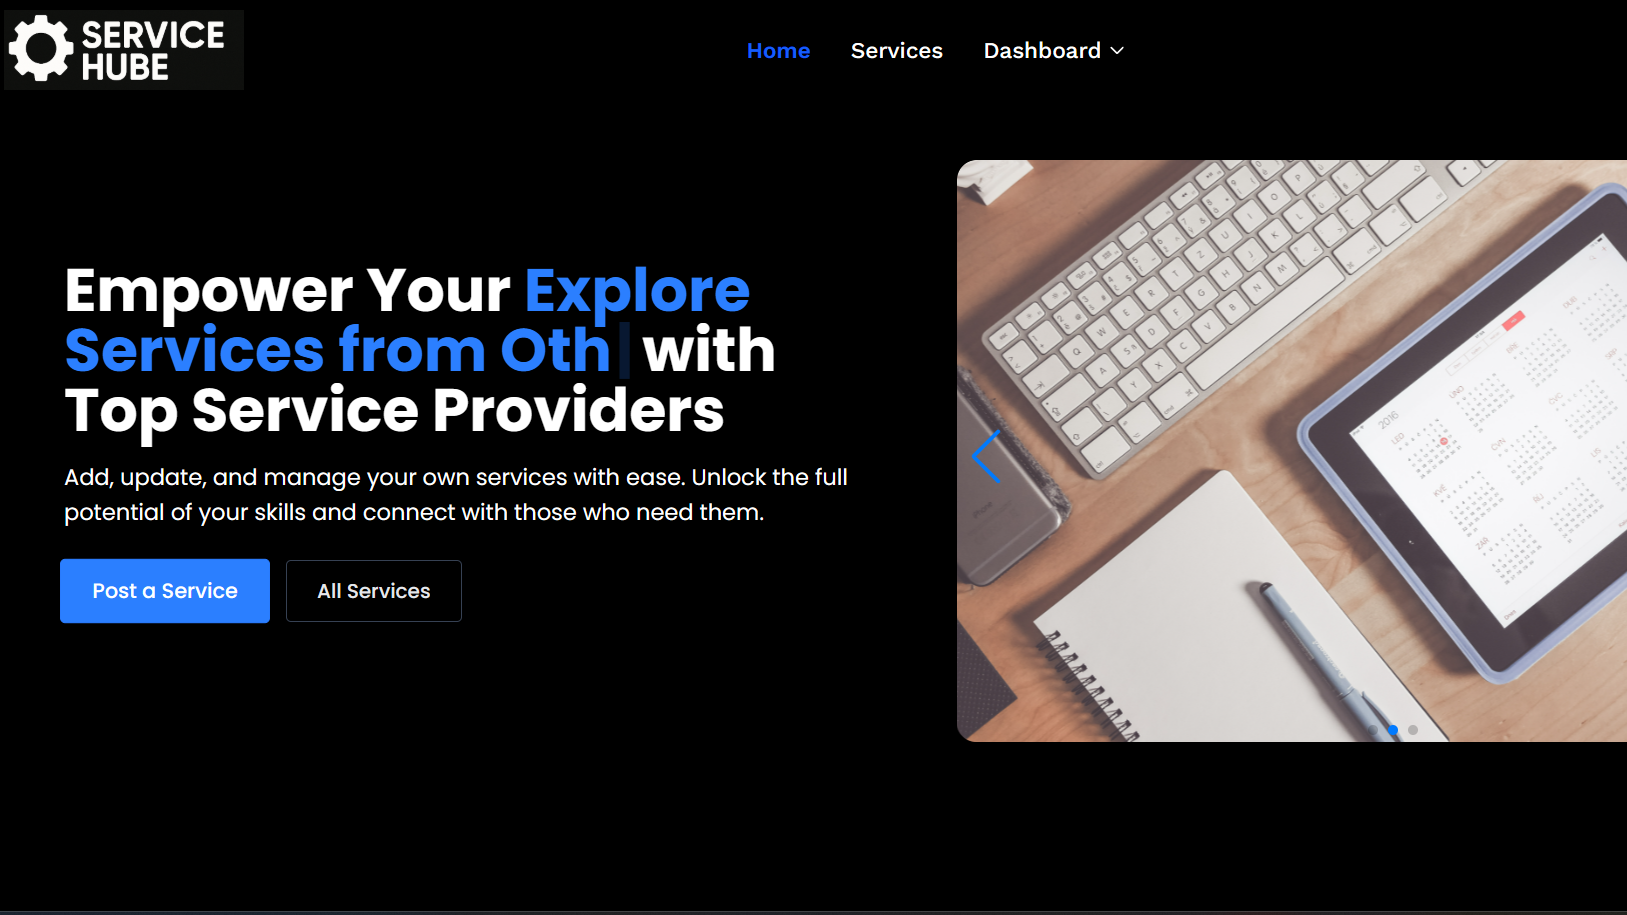 SERVICE
HUBE
Home
Services
Dashboard
Empower Your Explore
Services from Oth with
Top Service Providers
Add, update, and manage your own services with ease. Unlock the full
potential of your skills and connect with those who need them.
Post a Service
All Services
2016